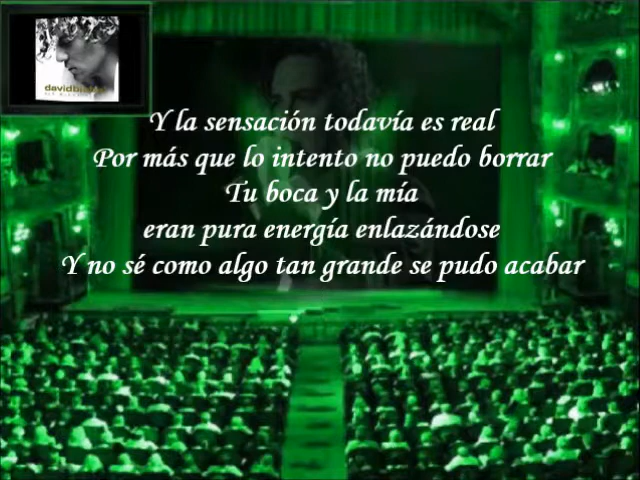 davidbisbal
Y la sensación todavía es real
Por más que lo intento no puedo borrar
Tu boca y la mía
eran pura energía enlazándose
Y no sé como algo tan grande se pudo acabar